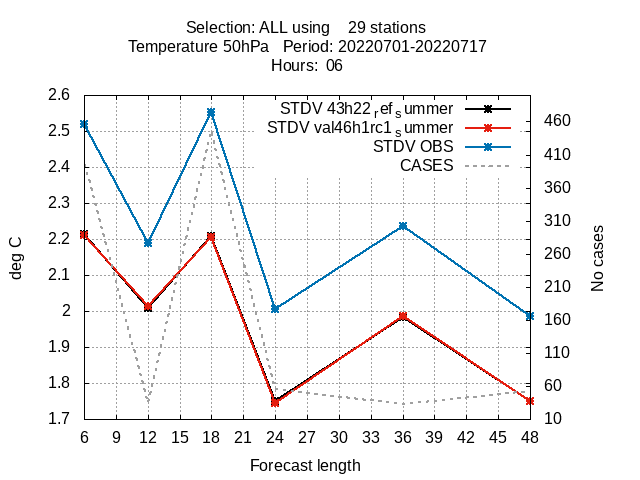 Selection: ALL using    29 stations
Temperature 50hPa   Period: 20220701-20220717
Hours:  06
STDV 43h22_ref_summer
STDV val46h1rc1_summer
STDV OBS
CASES
2.6
2.5
2.4
2.3
2.2
2.1
2
1.9
1.8
1.7
deg C
460
410
360
310
260
210
160
110
60
10
No cases
6 9 12 15 18 21 24 27 30 33 36 39 42 45 48
Forecast length